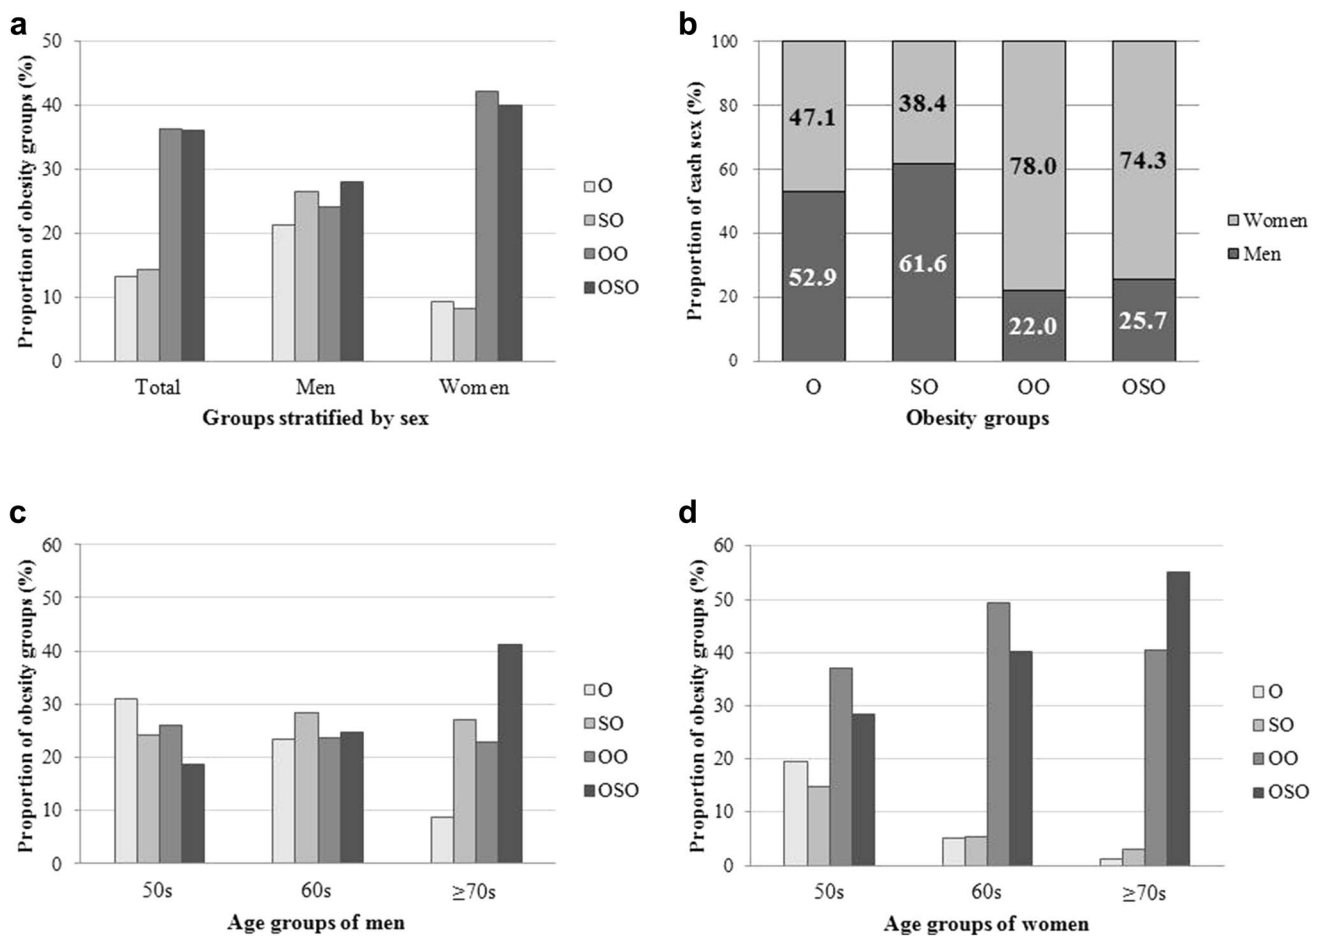 a
Proportion of obesity groups (%)
50
40
30
20
10
0
Total Men Women
Groups stratified by sex
O
SO
OO
OSO
b
Proportion of each sex (%)
100
80
60
40
20
0
47.1 38.4 78.0 74.3
52.9 61.6 22.0 25.7
O SO OO OSO
Obesity groups
Women
Men
c
Proportion of obesity groups (%)
60
50
40
30
20
10
0
50s 60s ≥70s
Age groups of men
O
SO
OO
OSO
d
Proportion of obesity groups (%)
60
50
40
30
20
10
0
50s 60s ≥70s
Age groups of women
O
SO
OO
OSO